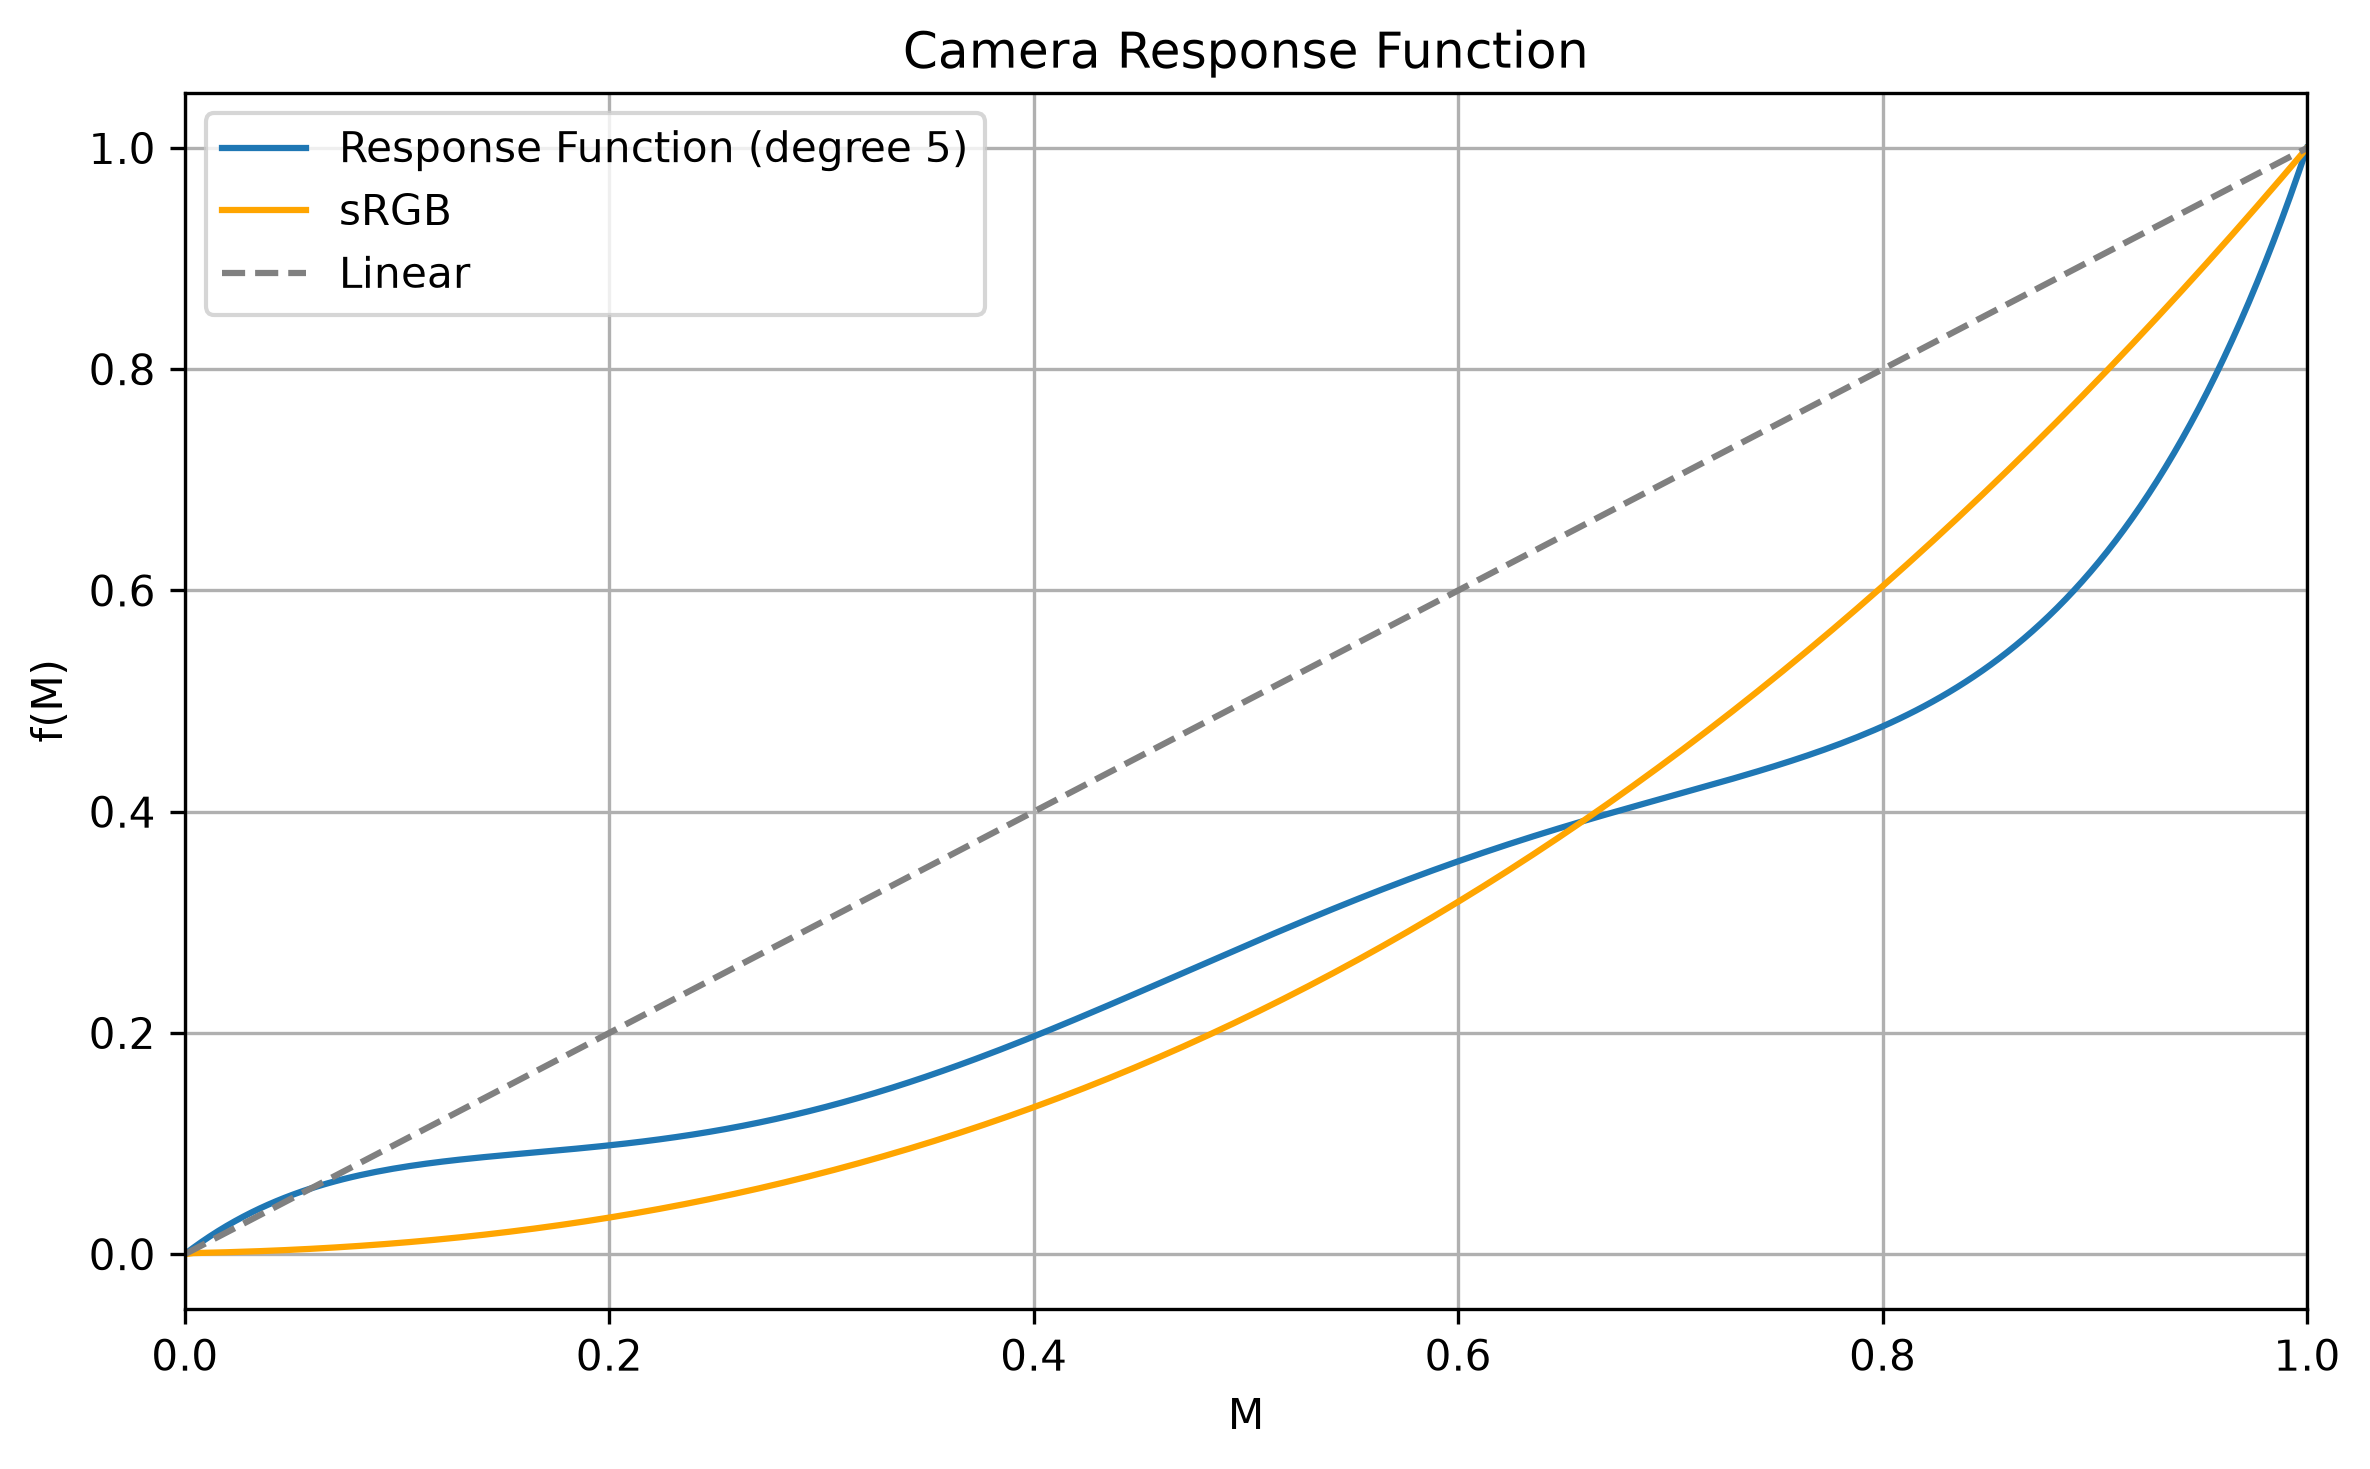 Camera Response Function
Response Function (degree 5)
sRGB
Linear
1.0
0.8
0.6
0.4
0.2
0.0
f(M)
0.0 0.2 0.4 0.6 0.8 1.0
M